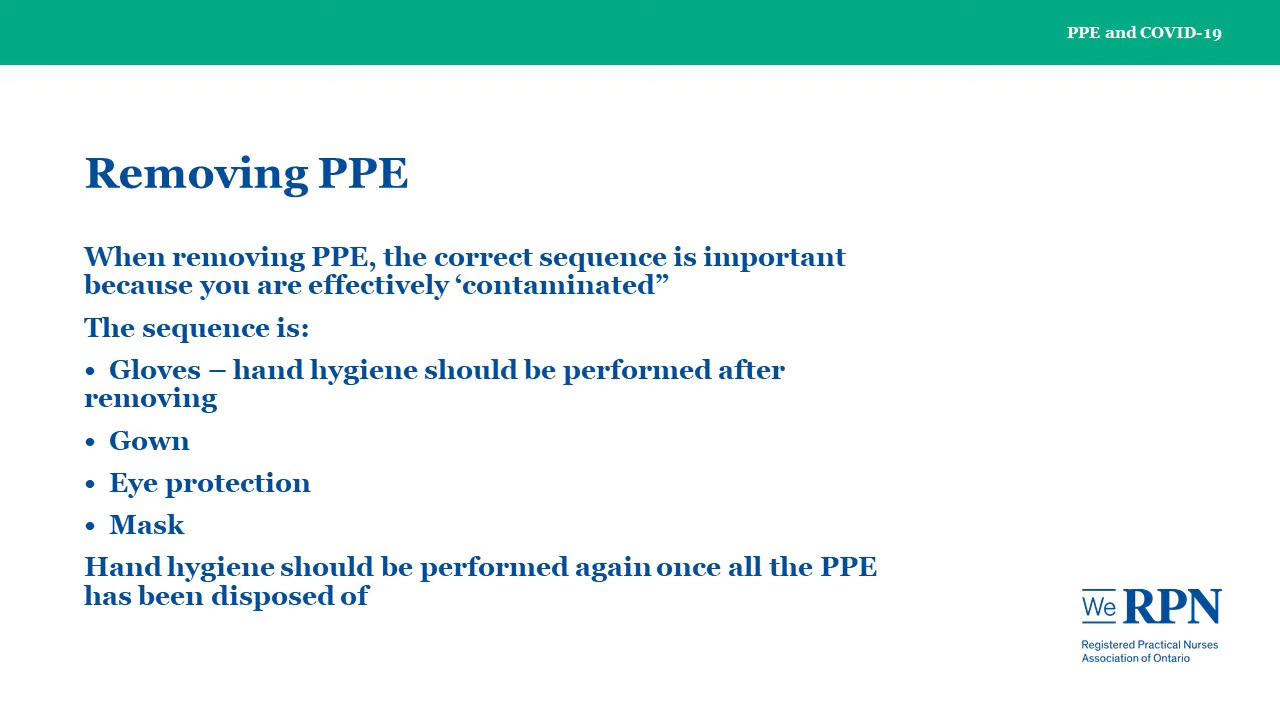 PPE and COVID-19
Removing PPE
When removing PPE, the correct sequence is important
because you are effectively ‘contaminated”
The sequence is:
• Gloves – hand hygiene should be performed after
removing
• Gown
• Eye protection
• Mask
Hand hygiene should be performed again once all the PPE
has been disposed of
We RPN
Registered Practical Nurses
Association of Ontario